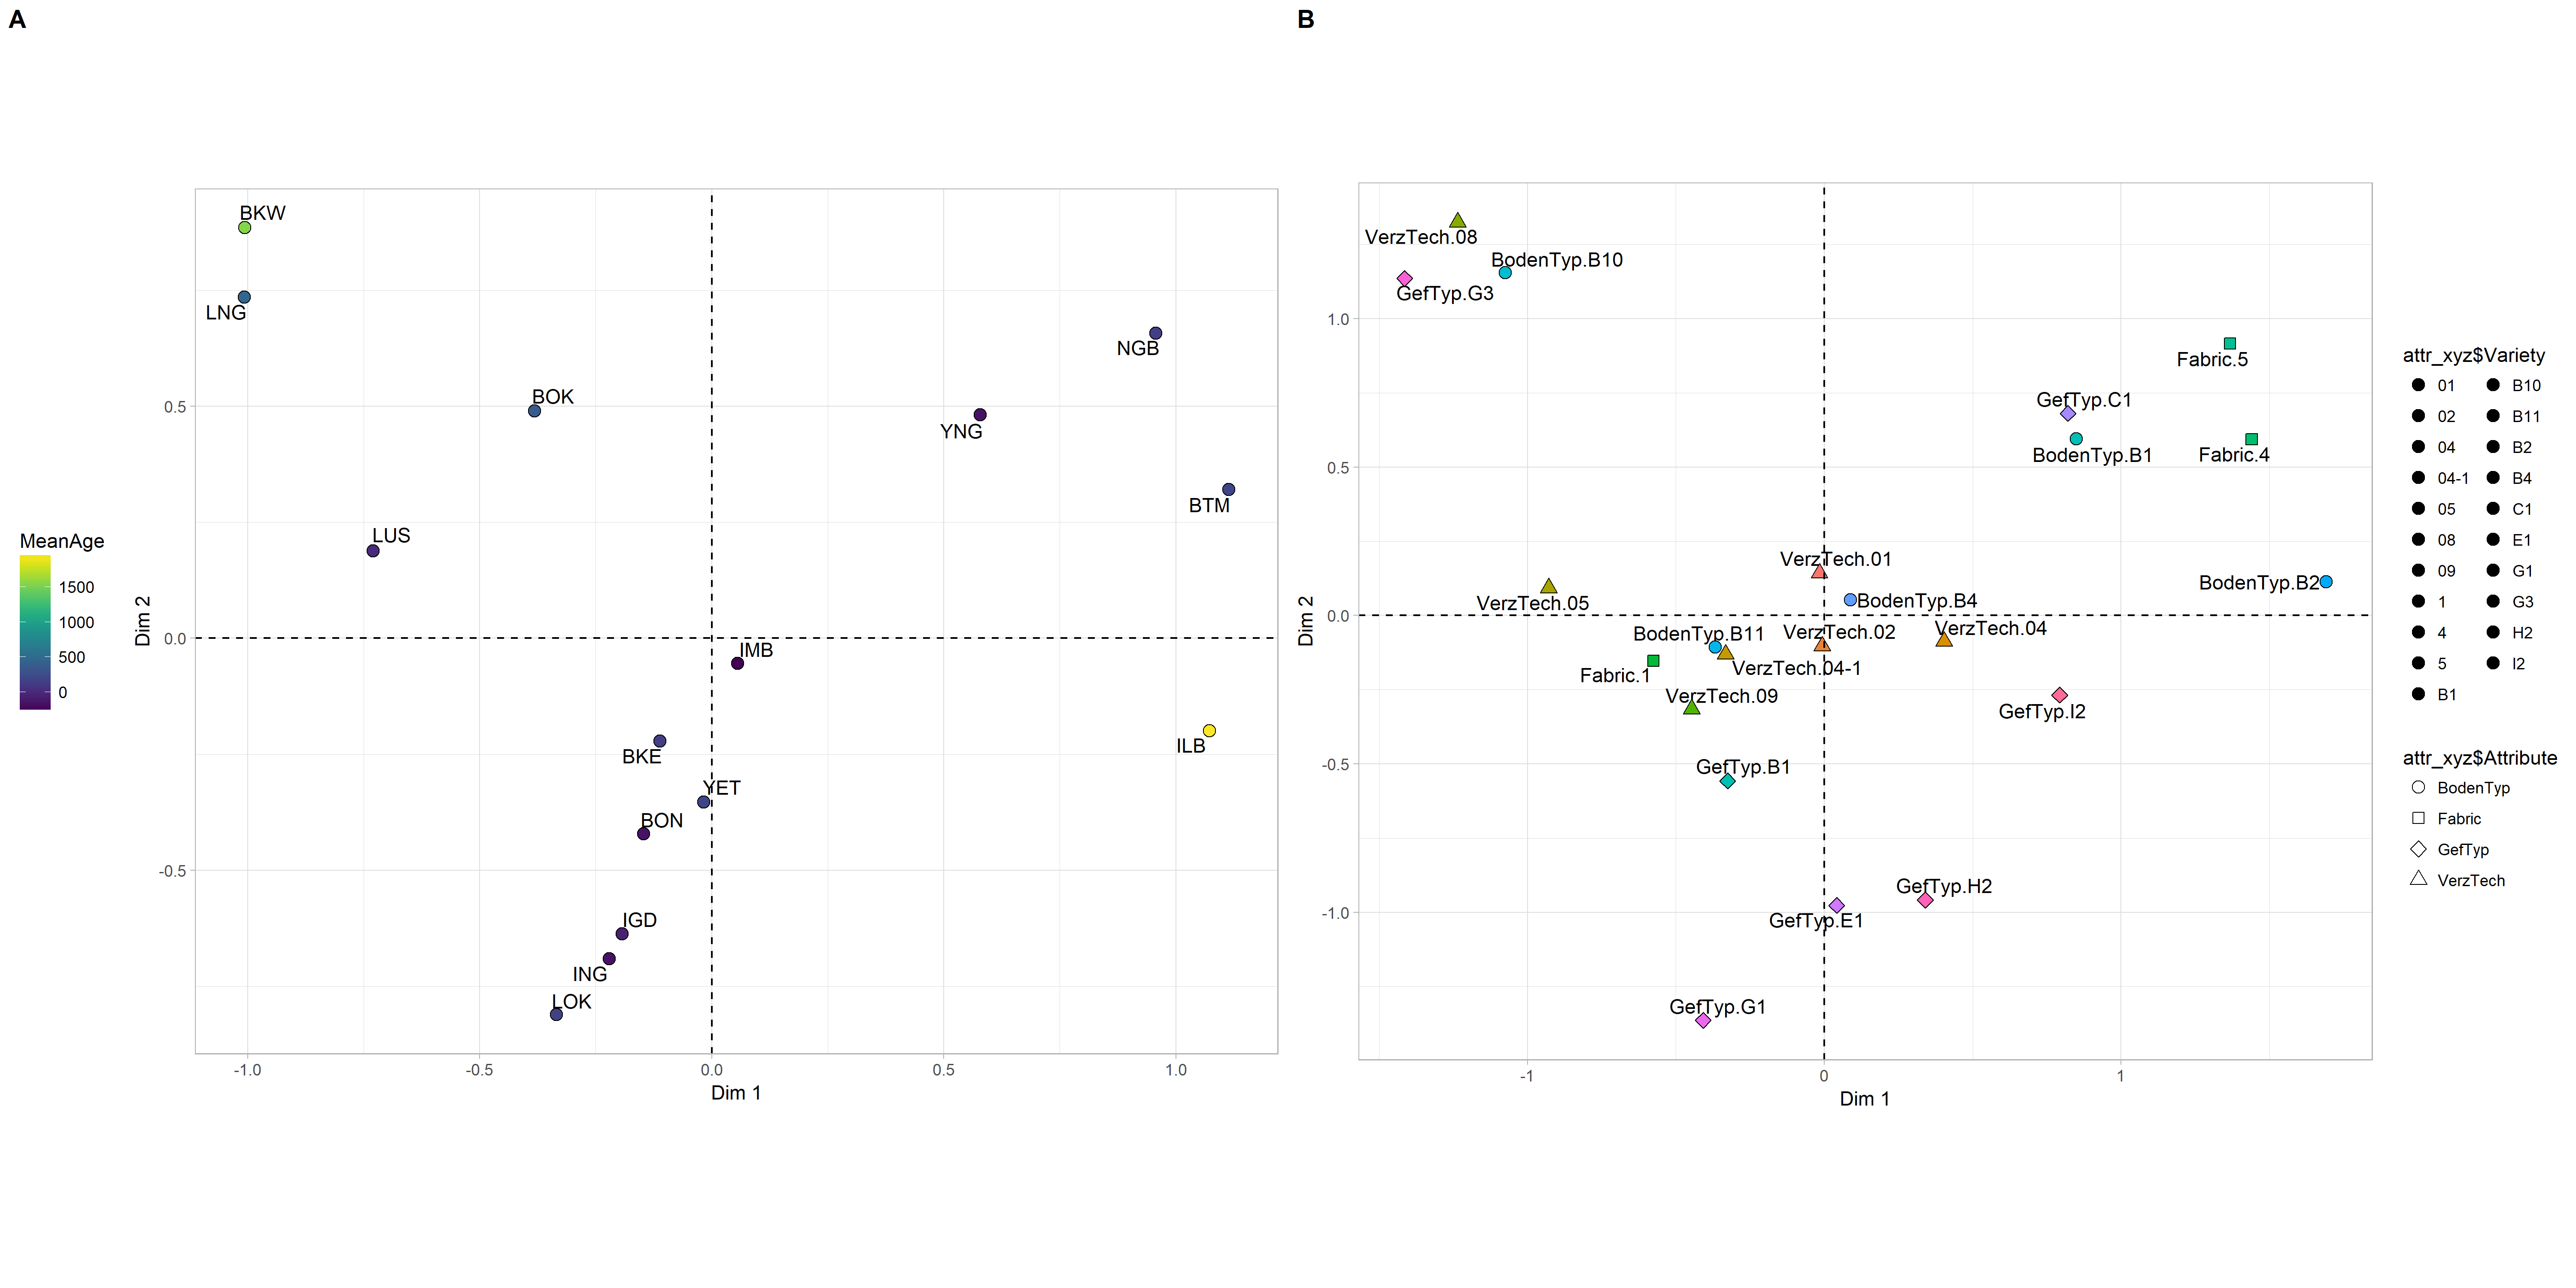 A
BKW
LNG
NGB
BOK
YNG
BTM
LUS
IMB
ILB
BKE
YET
BON
IGD
ING
LOK
0.5
0.0
-0.5
-1.0
-0.5
0.0
0.5
1.0
Dim 1
Dim 2
MeanAge
1500
1000
500
0
B
VerzTech.08
BodenTyp.B10
GefTyp.G3
Fabric.5
GefTyp.C1
BodenTyp.B1
Fabric.4
VerzTech.01
BodenTyp.B2
VerzTech.05
BodenTyp.B4
BodenTyp.B11
VerzTech.02
VerzTech.04
Fabric.1
VerzTech.04-1
VerzTech.09
GefTyp.I2
GefTyp.B1
GefTyp.H2
GefTyp.E1
GefTyp.G1
1.0
0.5
0.0
-0.5
-1.0
-1
0
1
Dim 1
Dim 2
attr_xyz$Variety
01 B10
02 B11
04 B2
04-1 B4
05 C1
08 E1
09 G1
1 G3
4 H2
5 I2
B1
attr_xyz$Attribute
BodenTyp
Fabric
GefTyp
VerzTech